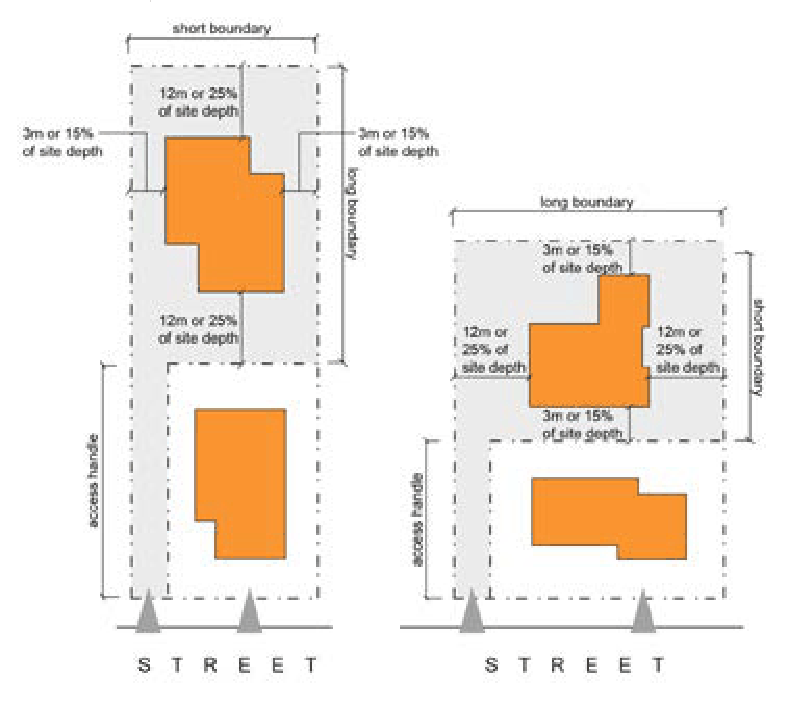 short boundary
12m or 25%
of site depth
3m or 15%
of site depth
3m or 15%
of site depth
long boundary
12m or 25%
of site depth
access handle
S T R E E T
long boundary
3m or 15%
of site depth
12m or
25% of
site depth
12m or
25% of
site depth
short boundary
3m or 15%
of site depth
access handle
S T R E E T